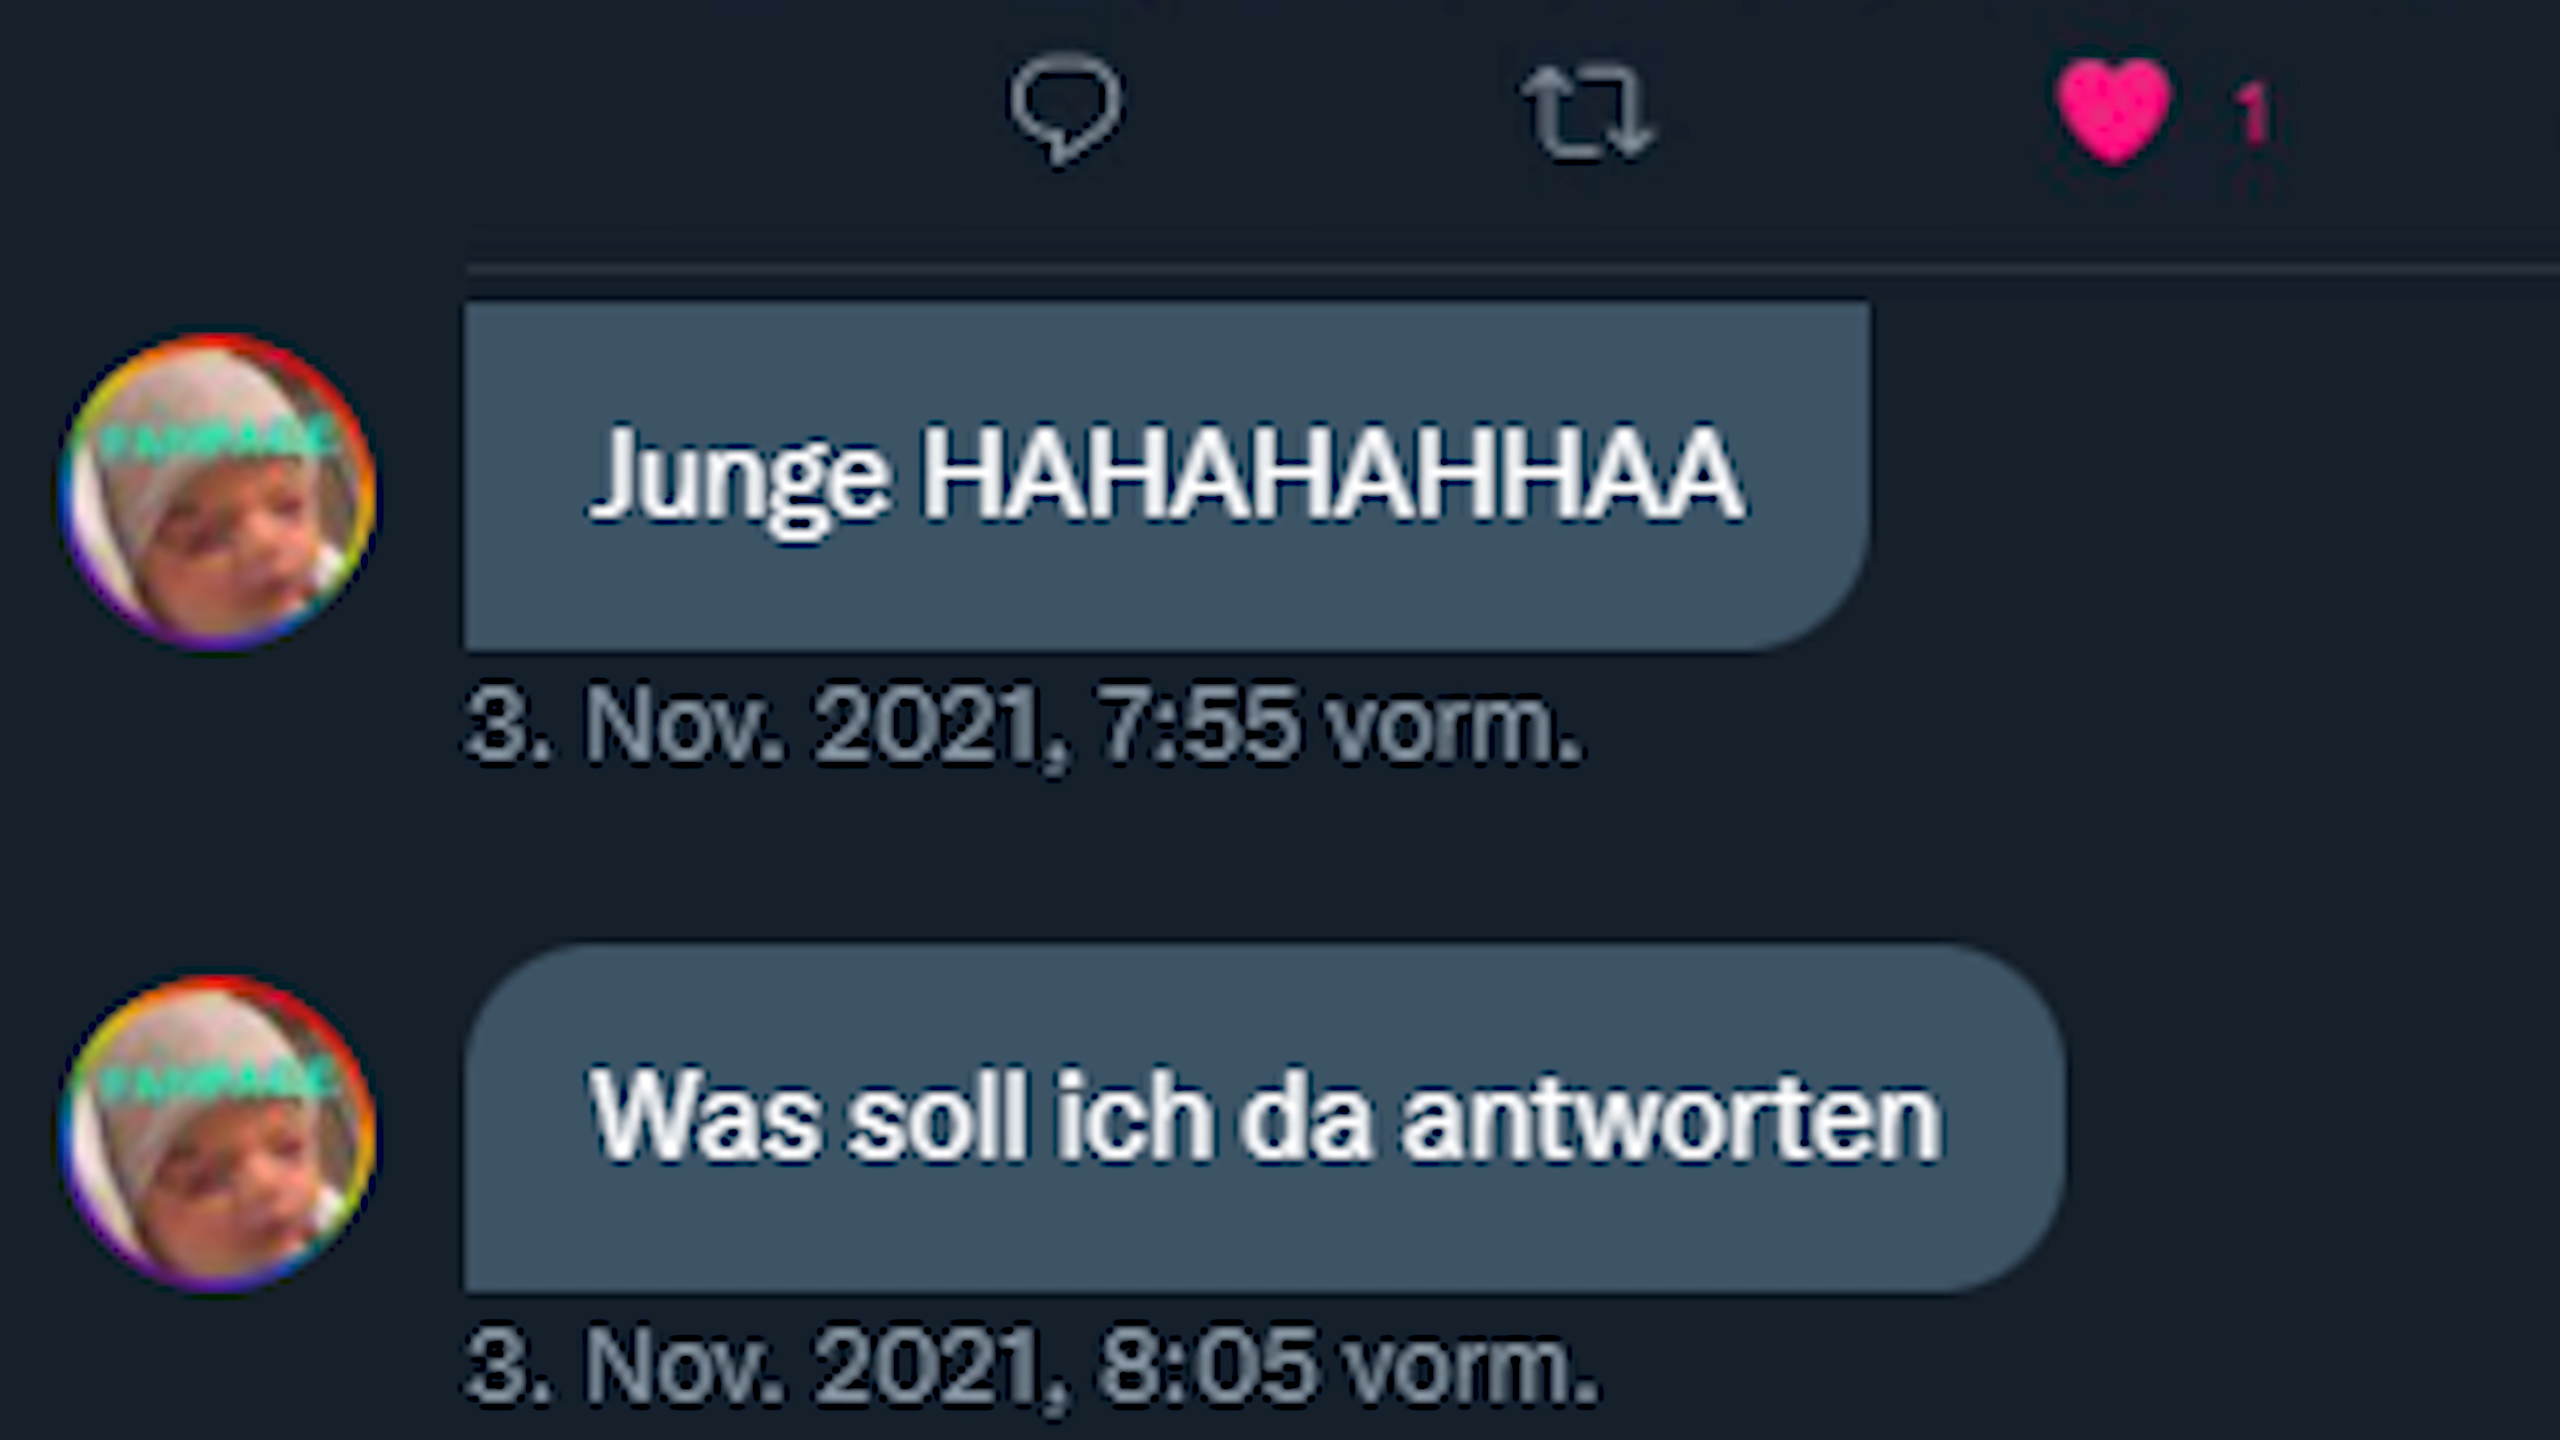 1
Junge HAHAHAHHAA
3. Nov. 2021, 7:55 vorm.
Was soll ich da antworten
3. Nov. 2021, 8:05 vorm.